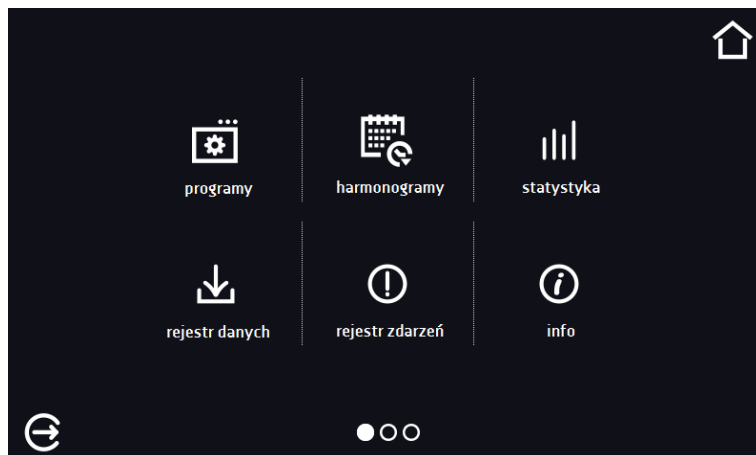 programy
harmonogramy
statystyka
rejestr danych
rejestr zdarzeń
info